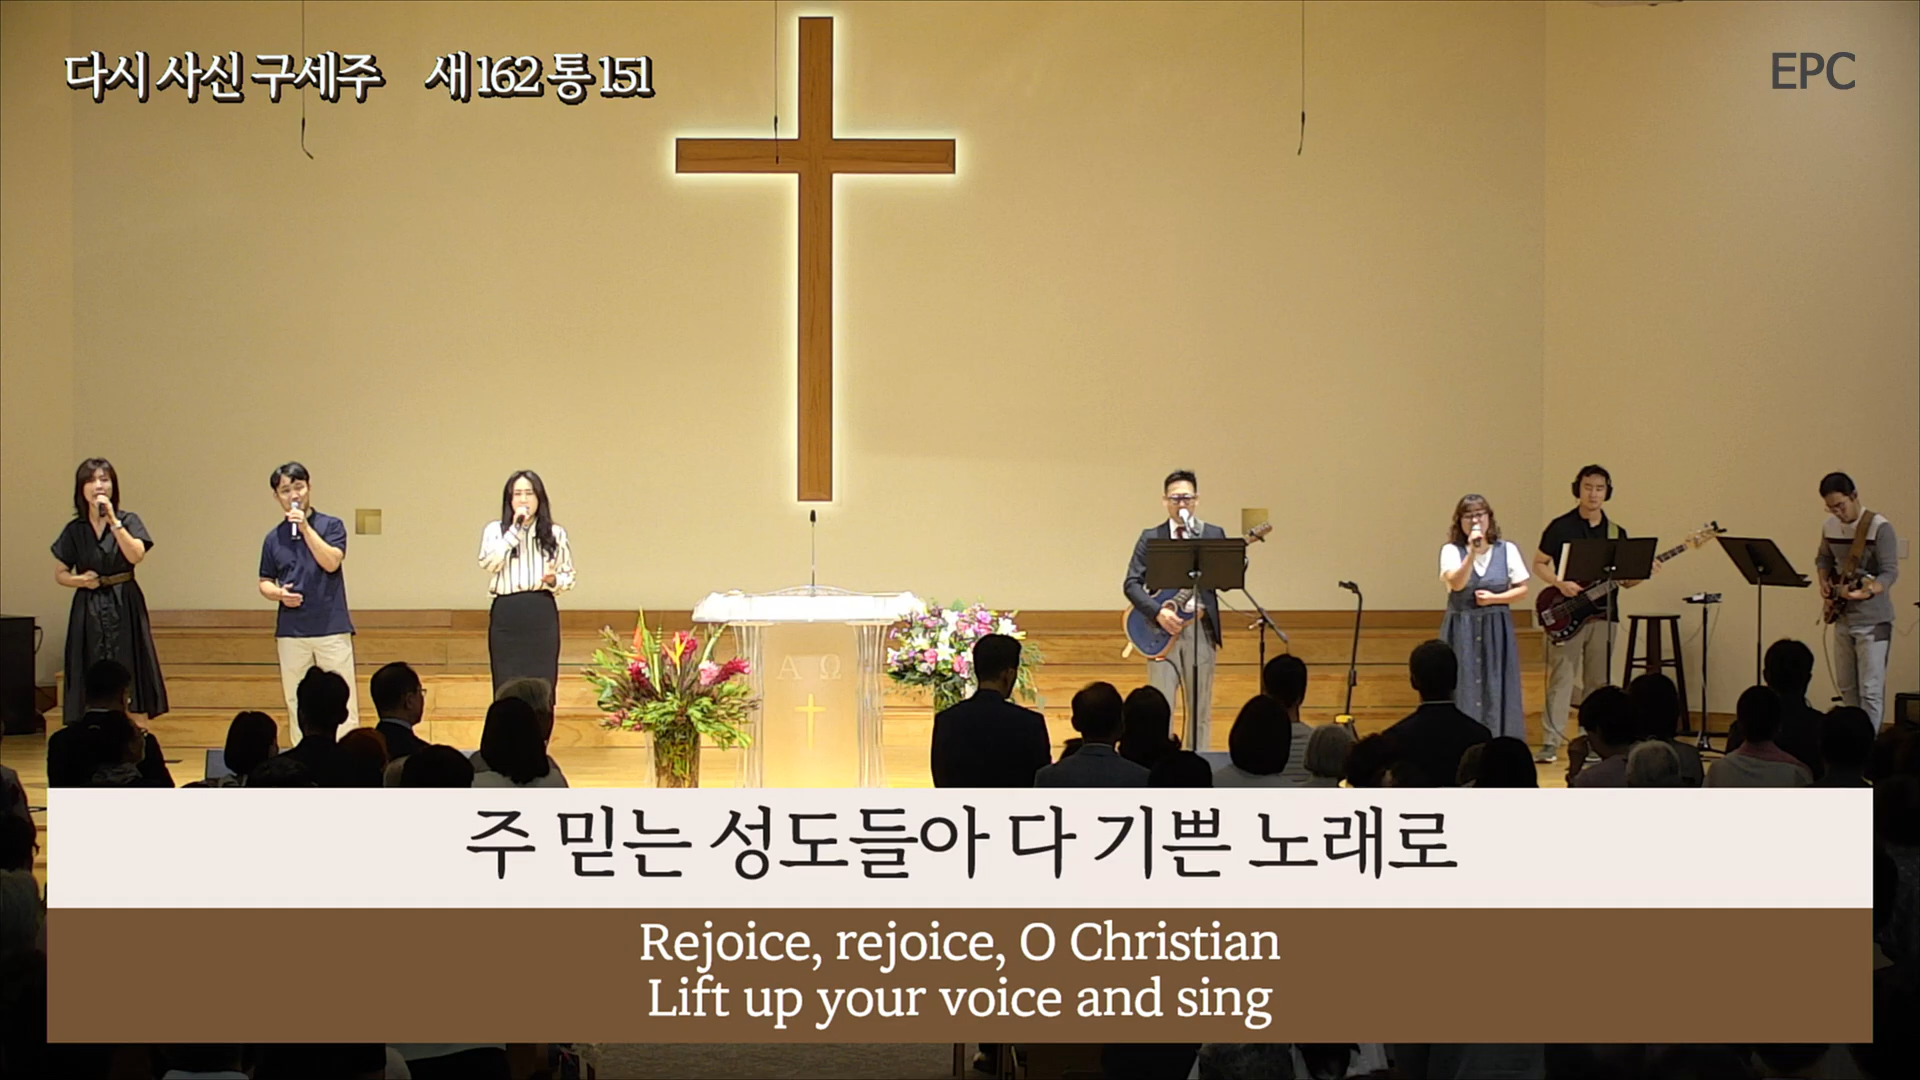 다시 사신 구세주 새 162 통 151
EPC
Α Ω
주 믿는 성도들아 다 기쁜 노래로
Rejoice, rejoice, O Christian
Lift up your voice and sing